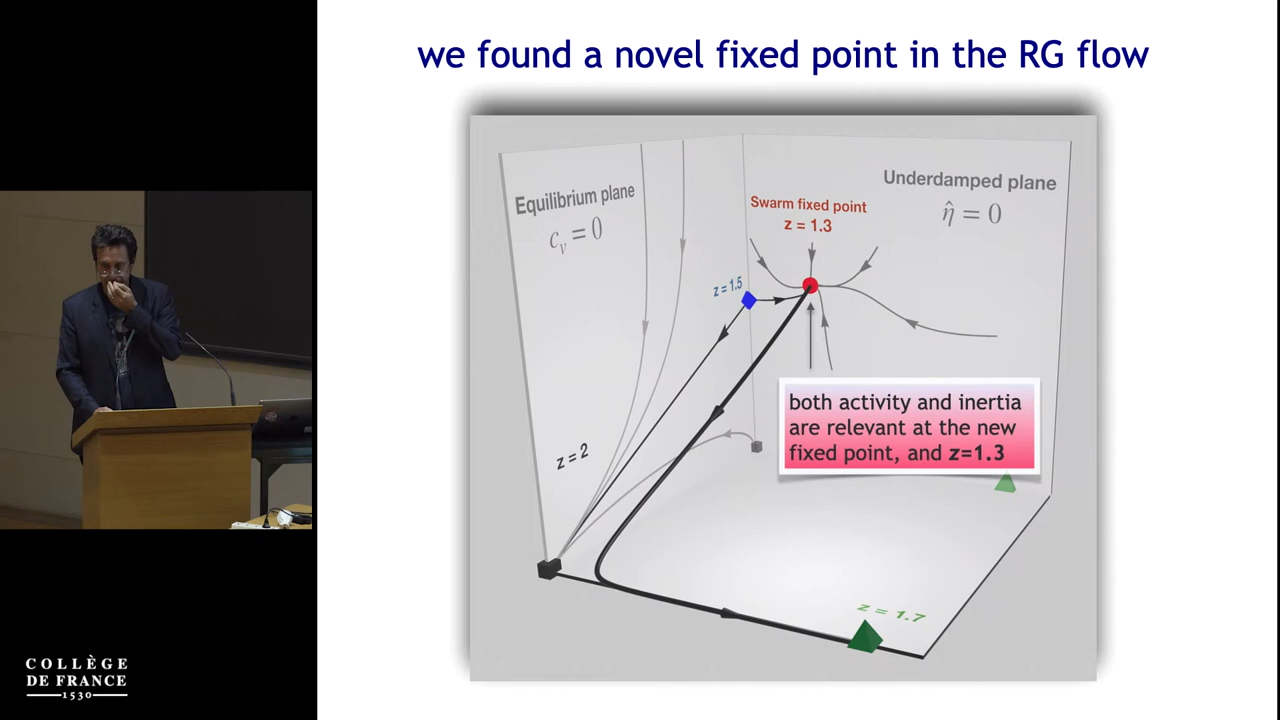 we found a novel fixed point in the RG flow
Equilibrium plane
c_v = 0
Underdamped plane
η̂ = 0
Swarm fixed point
z = 1.3
z = 1.5
both activity and inertia
are relevant at the new
fixed point, and z=1.3
z = 2
z = 1.7
COLLÈGE
DE FRANCE
1530